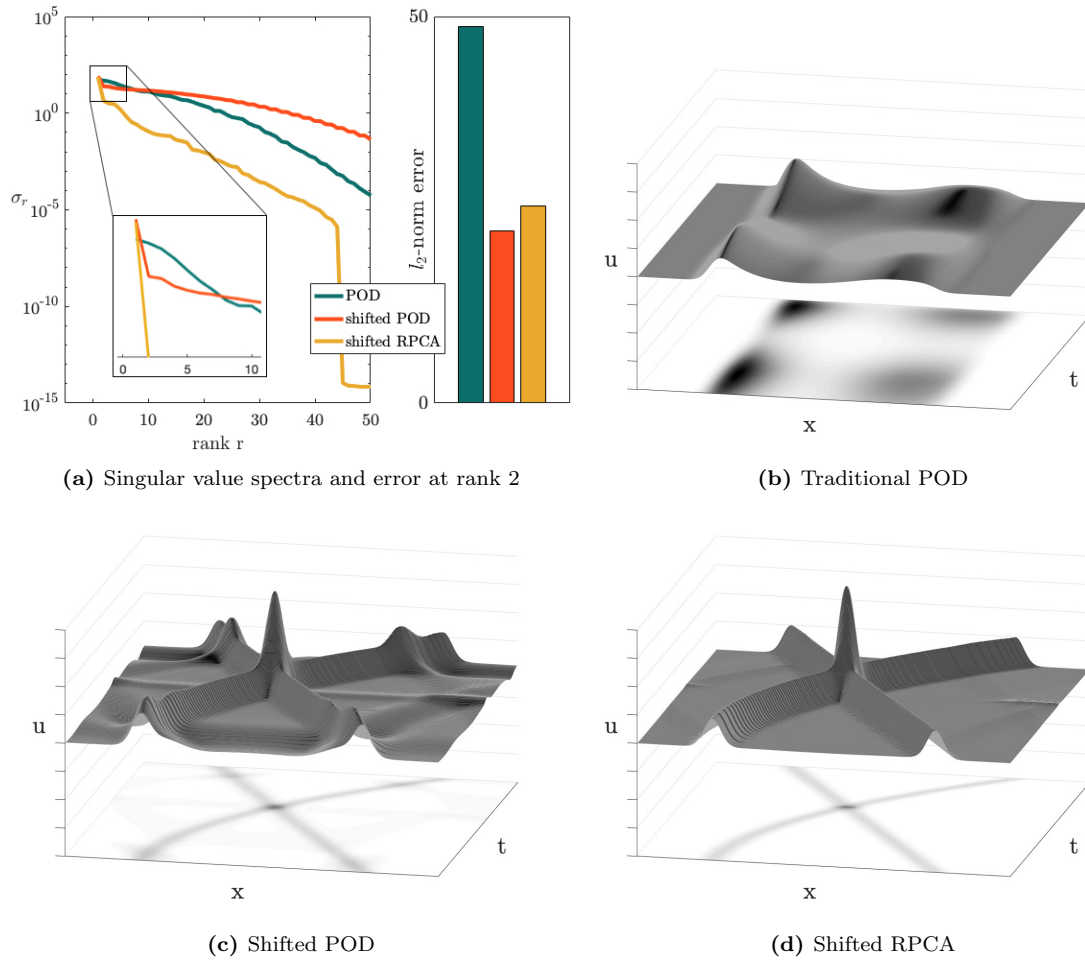 10^5
10^0
10^-5
10^-10
10^-15
σ_r
0
10
20
30
40
50
rank r
0
5
10
50
0
l_2-norm error
POD
shifted POD
shifted RPCA
(a) Singular value spectra and error at rank 2
u
x
t
(b) Traditional POD
u
x
t
(c) Shifted POD
u
x
t
(d) Shifted RPCA